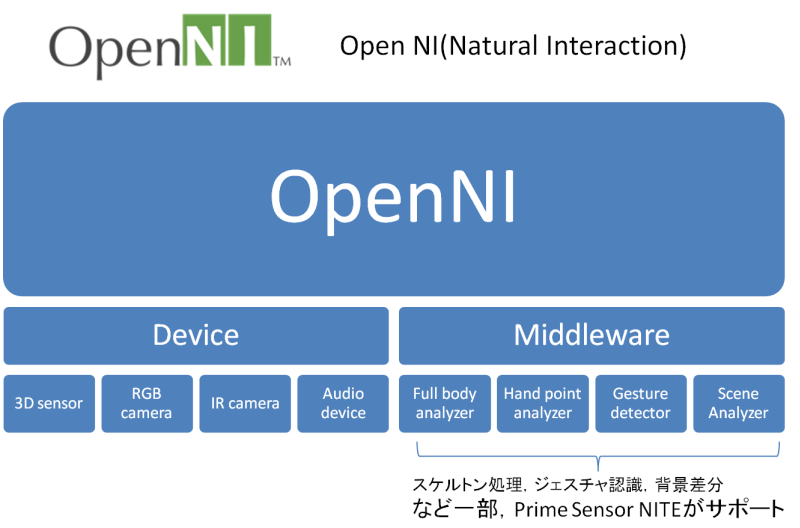 OpenNI™ Open NI(Natural Interaction)
OpenNI
Device Middleware
3D sensor
RGB
camera
IR camera
Audio
device
Full body
analyzer
Hand point
analyzer
Gesture
detector
Scene
Analyzer
スケルトン処理，ジェスチャ認識，背景差分
など一部，Prime Sensor NITEがサポート